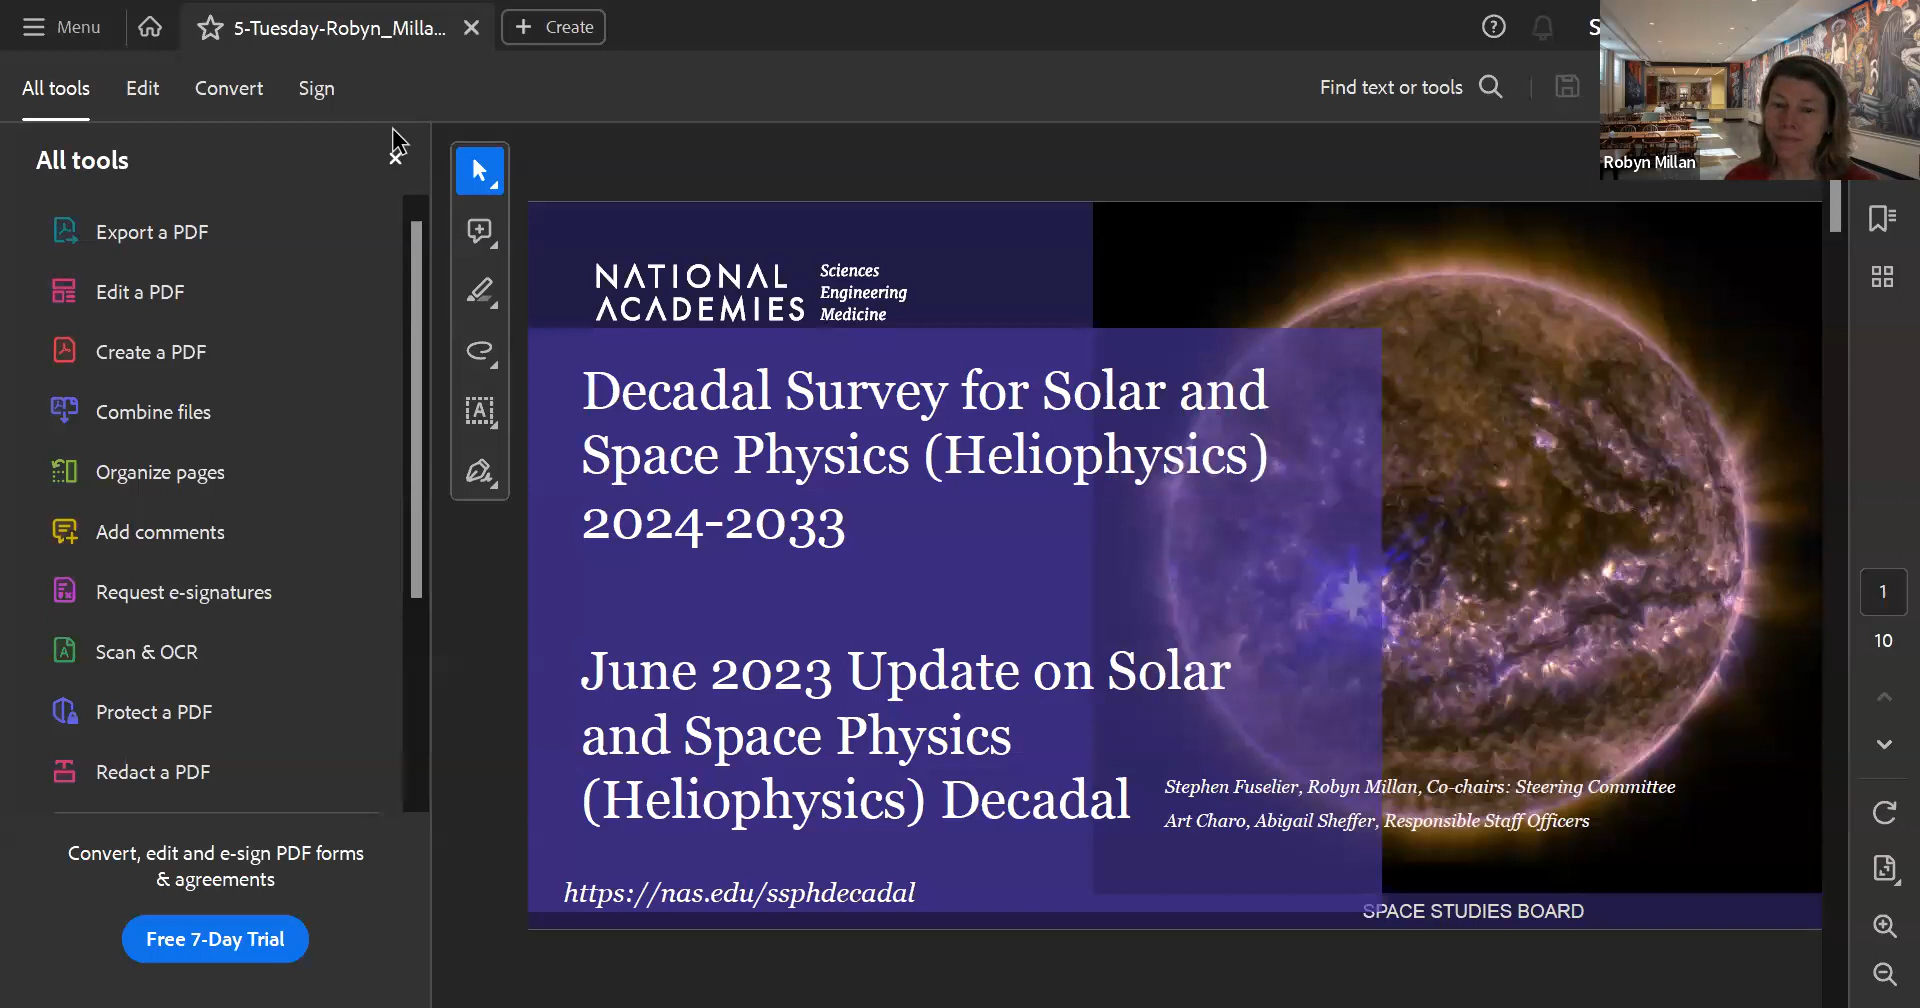 Menu
5-Tuesday-Robyn_Milla...
Create
All tools
Edit
Convert
Sign
Find text or tools
Robyn Millan
All tools
Export a PDF
Edit a PDF
Create a PDF
Combine files
Organize pages
Add comments
Request e-signatures
Scan & OCR
Protect a PDF
Redact a PDF
Convert, edit and e-sign PDF forms
& agreements
Free 7-Day Trial
NATIONAL
ACADEMIES
Sciences
Engineering
Medicine
Decadal Survey for Solar and
Space Physics (Heliophysics)
2024-2033
June 2023 Update on Solar
and Space Physics
(Heliophysics) Decadal
Stephen Fuselier, Robyn Millan, Co-chairs: Steering Committee
Art Charo, Abigail Sheffer, Responsible Staff Officers
https://nas.edu/ssphdecadal
SPACE STUDIES BOARD
1
10